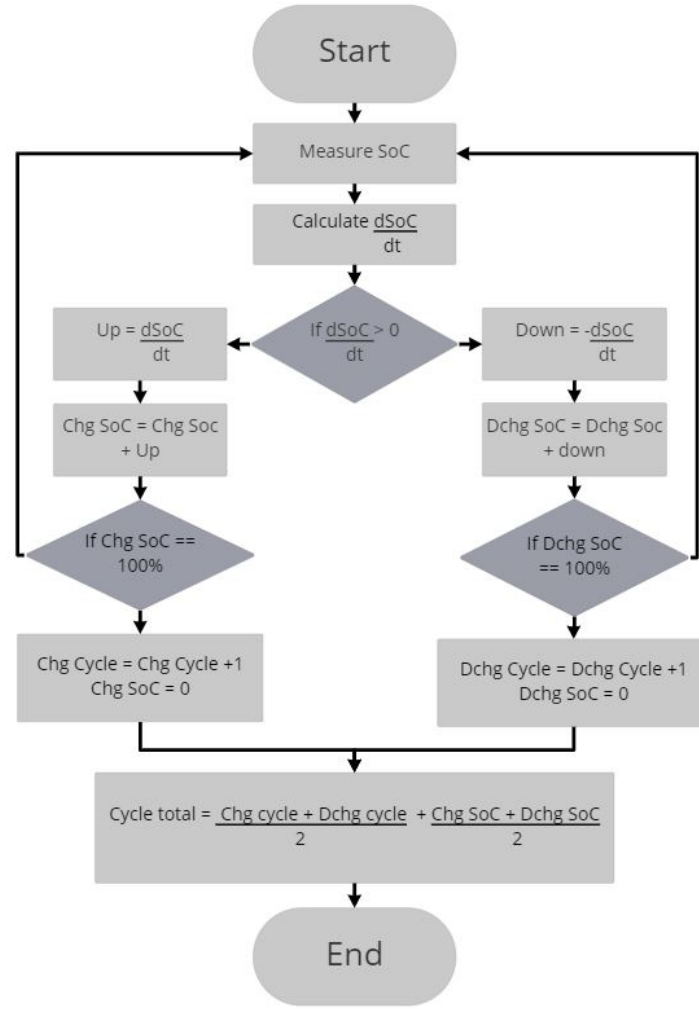 Start
Measure SoC
Calculate dSoC
dt
If dSoC > 0
dt
Up = dSoC
dt
Down = -dSoC
dt
Chg SoC = Chg Soc
+ Up
Dchg SoC = Dchg Soc
+ down
If Chg SoC ==
100%
If Dchg SoC
== 100%
Chg Cycle = Chg Cycle +1
Chg SoC = 0
Dchg Cycle = Dchg Cycle +1
Dchg SoC = 0
Cycle total = Chg cycle + Dchg cycle + Chg SoC + Dchg SoC
2 2
End